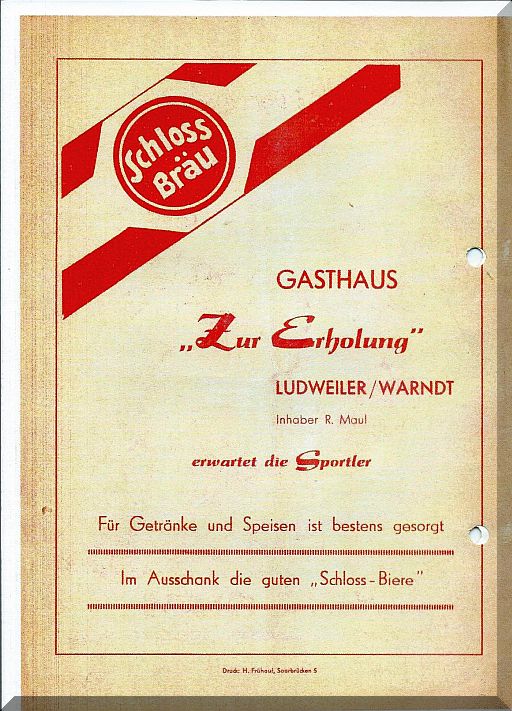 Schloss
Bräu
GASTHAUS
„Zur Erholung"
LUDWEILER/WARNDT
Inhaber R. Maul
erwartet die Sportler
Für Getränke und Speisen ist bestens gesorgt
Im Ausschank die guten „Schloss-Biere"
Druck: H. Frühauf, Saarbrücken 5